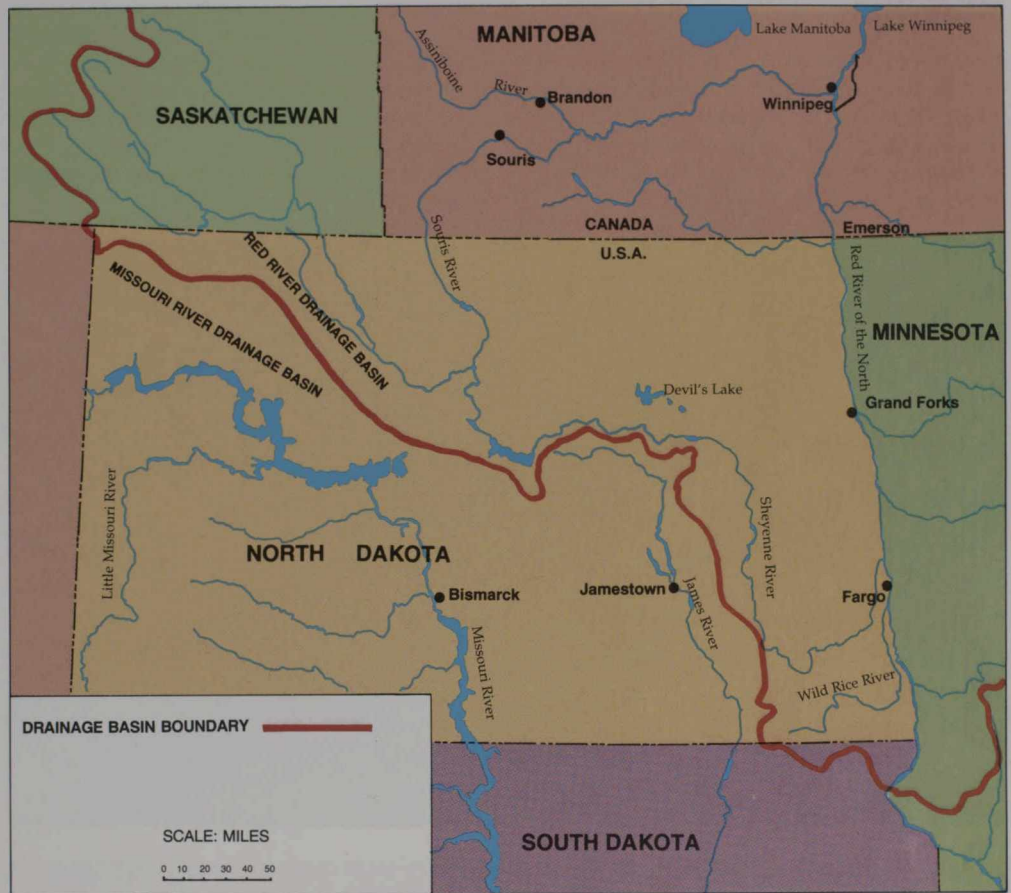 MANITOBA
Lake Manitoba
Lake Winnipeg
Assiniboine
River
Brandon
Winnipeg
SASKATCHEWAN
Souris
Souris River
CANADA
Emerson
U.S.A.
RED RIVER DRAINAGE BASIN
MISSOURI RIVER DRAINAGE BASIN
Red River of the North
MINNESOTA
Devil's Lake
Grand Forks
Little Missouri River
Sheyenne River
NORTH DAKOTA
Bismarck
Jamestown
James River
Fargo
Missouri River
Wild Rice River
DRAINAGE BASIN BOUNDARY
SCALE: MILES
0 10 20 30 40 50
SOUTH DAKOTA